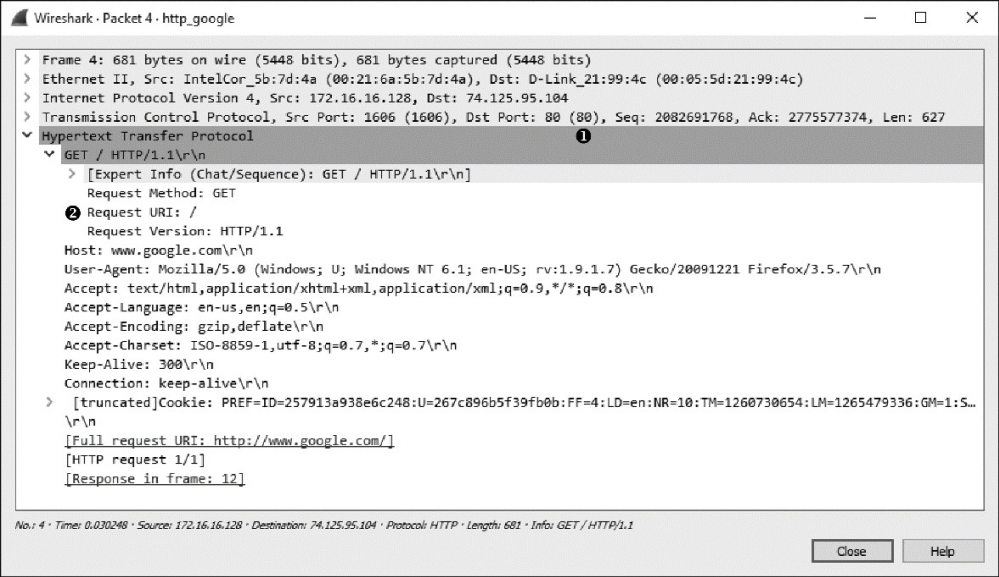 Wireshark · Packet 4 · http_google
Frame 4: 681 bytes on wire (5448 bits), 681 bytes captured (5448 bits)
Ethernet II, Src: IntelCor_5b:7d:4a (00:21:6a:5b:7d:4a), Dst: D-Link_21:99:4c (00:05:5d:21:99:4c)
Internet Protocol Version 4, Src: 172.16.16.128, Dst: 74.125.95.104
Transmission Control Protocol, Src Port: 1606 (1606), Dst Port: 80 (80), Seq: 2082691768, Ack: 2775577374, Len: 627
Hypertext Transfer Protocol ❶
GET / HTTP/1.1\r\n
[Expert Info (Chat/Sequence): GET / HTTP/1.1\r\n]
Request Method: GET
❷ Request URI: /
Request Version: HTTP/1.1
Host: www.google.com\r\n
User-Agent: Mozilla/5.0 (Windows; U; Windows NT 6.1; en-US; rv:1.9.1.7) Gecko/20091221 Firefox/3.5.7\r\n
Accept: text/html,application/xhtml+xml,application/xml;q=0.9,*/*;q=0.8\r\n
Accept-Language: en-us,en;q=0.5\r\n
Accept-Encoding: gzip,deflate\r\n
Accept-Charset: ISO-8859-1,utf-8;q=0.7,*;q=0.7\r\n
Keep-Alive: 300\r\n
Connection: keep-alive\r\n
[truncated]Cookie: PREF=ID=257913a938e6c248:U=267c896b5f39fb0b:FF=4:LD=en:NR=10:TM=1260730654:LM=1265479336:GM=1:S…
\r\n
[Full request URI: http://www.google.com/]
[HTTP request 1/1]
[Response in frame: 12]
No.: 4 · Time: 0.030248 · Source: 172.16.16.128 · Destination: 74.125.95.104 · Protocol: HTTP · Length: 681 · Info: GET / HTTP/1.1
Close
Help